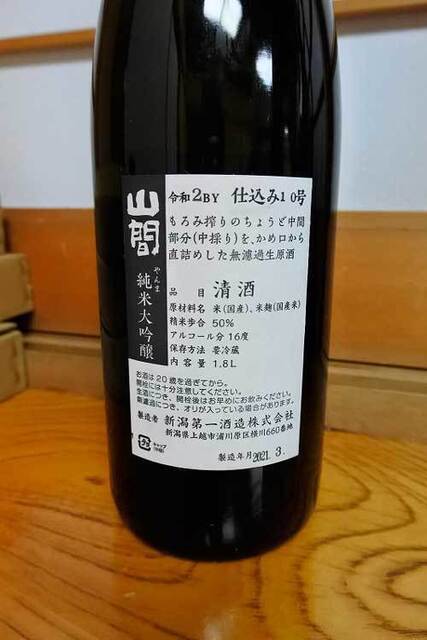 山間
やんま
純米大吟醸
令和2BY 仕込み10号
もろみ搾りのちょうど中間
部分(中採り)を、かめ口から
直詰めした無濾過生原酒
品目 清酒
原材料名 米(国産)、米麹(国産米)
精米歩合 50%
アルコール分 16度
保存方法 要冷蔵
内容量 1.8L
お酒は20歳を過ぎてから。
開栓には十分注意してください。
生酒につき、開栓後はお早めにお飲みください。
無濾過につき、オリが入っている場合があります。
製造者 新潟第一酒造株式会社
新潟県上越市浦川原区横川660番地
キャップ
製造年月 2021.3.